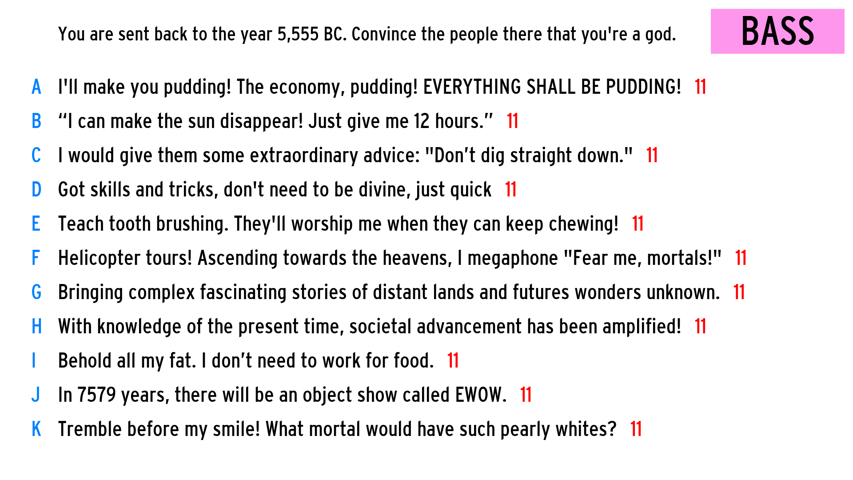 You are sent back to the year 5,555 BC. Convince the people there that you're a god.
BASS
A I'll make you pudding! The economy, pudding! EVERYTHING SHALL BE PUDDING! 11
B “I can make the sun disappear! Just give me 12 hours.” 11
C I would give them some extraordinary advice: "Don’t dig straight down." 11
D Got skills and tricks, don't need to be divine, just quick 11
E Teach tooth brushing. They'll worship me when they can keep chewing! 11
F Helicopter tours! Ascending towards the heavens, I megaphone "Fear me, mortals!" 11
G Bringing complex fascinating stories of distant lands and futures wonders unknown. 11
H With knowledge of the present time, societal advancement has been amplified! 11
I Behold all my fat. I don’t need to work for food. 11
J In 7579 years, there will be an object show called EWOW. 11
K Tremble before my smile! What mortal would have such pearly whites? 11